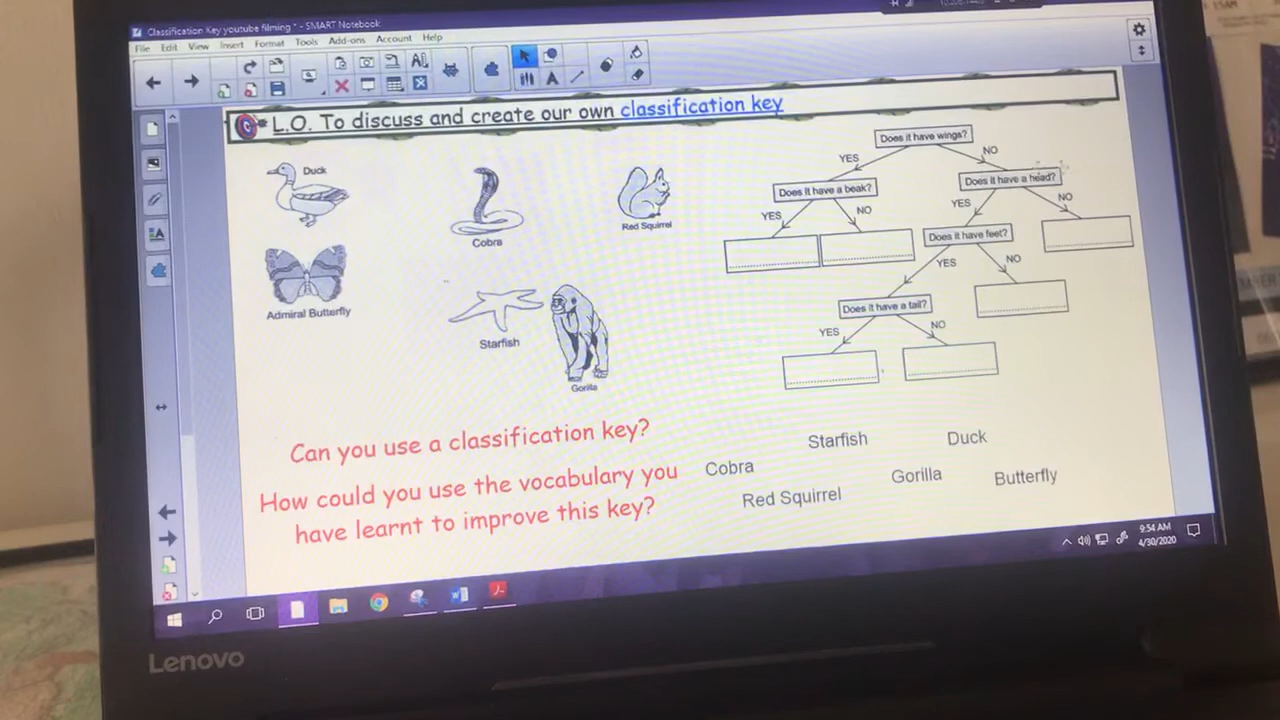 Classification Key youtube filming * - SMART Notebook
File Edit View Insert Format Tools Add-ons Account Help
L.O. To discuss and create our own classification key
Duck
Cobra
Red Squirrel
Admiral Butterfly
Starfish
Gorilla
Does it have wings?
YES NO
Does it have a beak? Does it have a head?
YES NO YES NO
Does it have feet?
YES NO
Does it have a tail?
YES NO
Can you use a classification key?
How could you use the vocabulary you
have learnt to improve this key?
Starfish Duck
Cobra Gorilla Butterfly
Red Squirrel
9:54 AM
4/30/2020
Lenovo